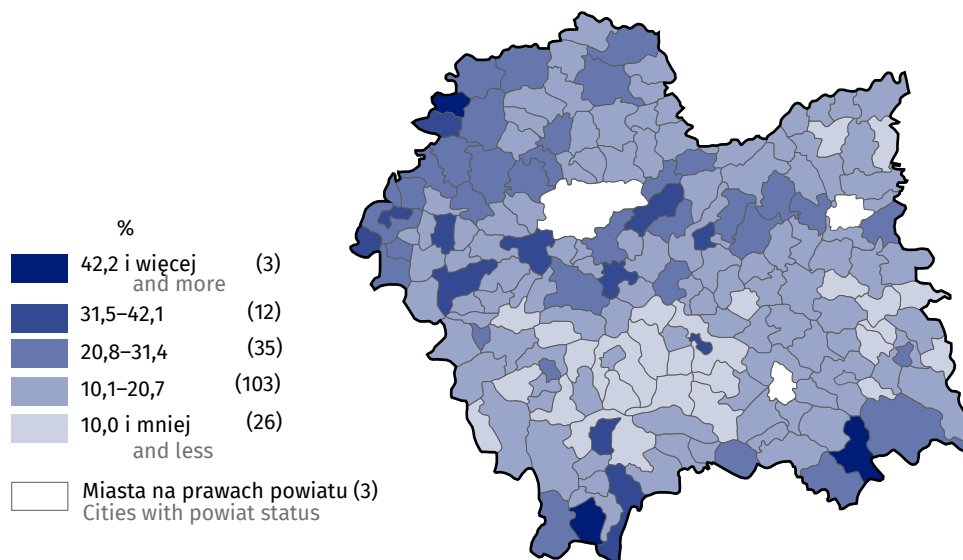 %
42,2 i więcej (3)
and more
31,5–42,1 (12)
20,8–31,4 (35)
10,1–20,7 (103)
10,0 i mniej (26)
and less
Miasta na prawach powiatu (3)
Cities with powiat status